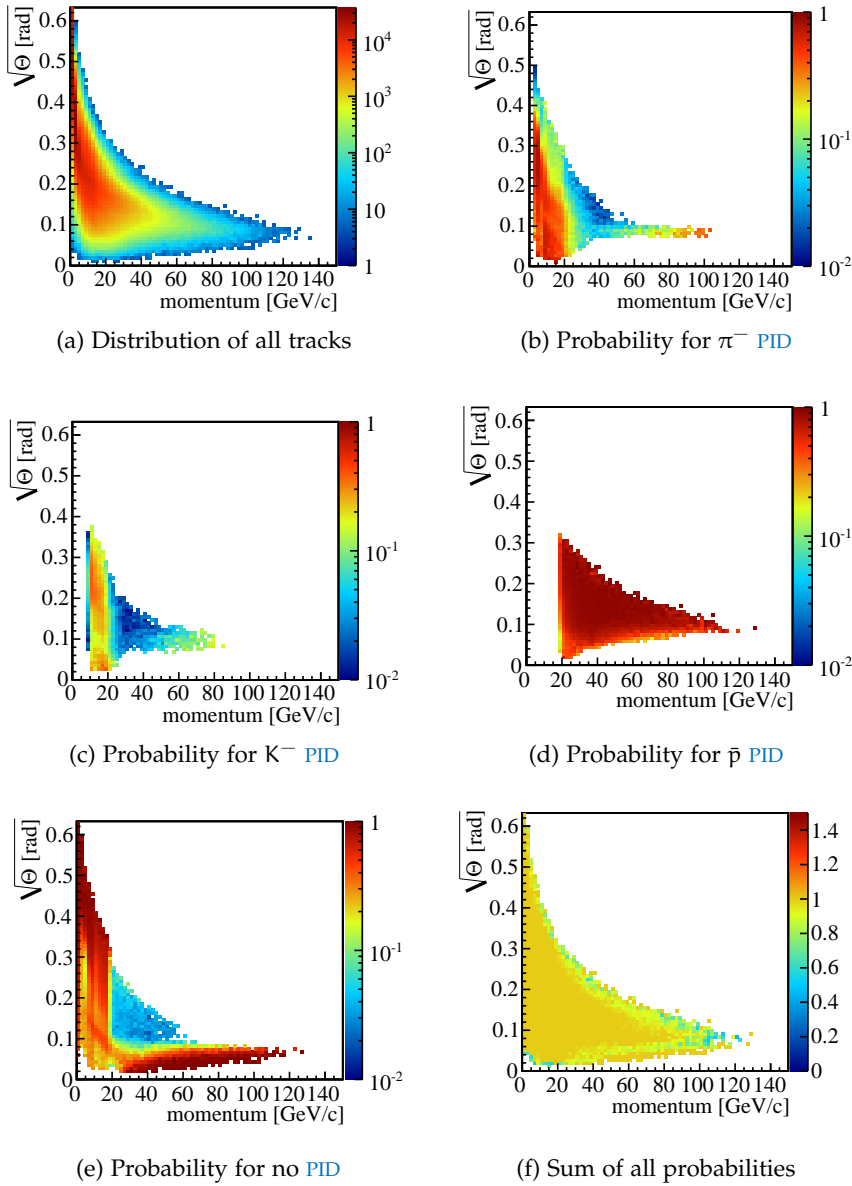 √Θ [rad]
0.6
0.5
0.4
0.3
0.2
0.1
0
0 20 40 60 80 100 120 140
momentum [GeV/c]
10^4
10^3
10^2
10
1
(a) Distribution of all tracks
√Θ [rad]
0.6
0.5
0.4
0.3
0.2
0.1
0
0 20 40 60 80 100 120 140
momentum [GeV/c]
1
10^-1
10^-2
(b) Probability for π⁻ PID
√Θ [rad]
0.6
0.5
0.4
0.3
0.2
0.1
0
0 20 40 60 80 100 120 140
momentum [GeV/c]
1
10^-1
10^-2
(c) Probability for K⁻ PID
√Θ [rad]
0.6
0.5
0.4
0.3
0.2
0.1
0
0 20 40 60 80 100 120 140
momentum [GeV/c]
1
10^-1
10^-2
(d) Probability for p̄ PID
√Θ [rad]
0.6
0.5
0.4
0.3
0.2
0.1
0
0 20 40 60 80 100 120 140
momentum [GeV/c]
1
10^-1
10^-2
(e) Probability for no PID
√Θ [rad]
0.6
0.5
0.4
0.3
0.2
0.1
0
0 20 40 60 80 100 120 140
momentum [GeV/c]
1.4
1.2
1
0.8
0.6
0.4
0.2
0
(f) Sum of all probabilities